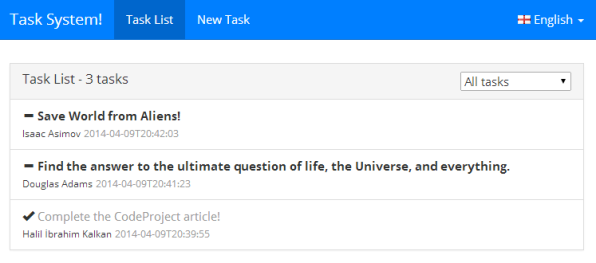 Task System! Task List New Task English
Task List - 3 tasks All tasks
Save World from Aliens!
Isaac Asimov 2014-04-09T20:42:03
Find the answer to the ultimate question of life, the Universe, and everything.
Douglas Adams 2014-04-09T20:41:23
Complete the CodeProject article!
Halil İbrahim Kalkan 2014-04-09T20:39:55